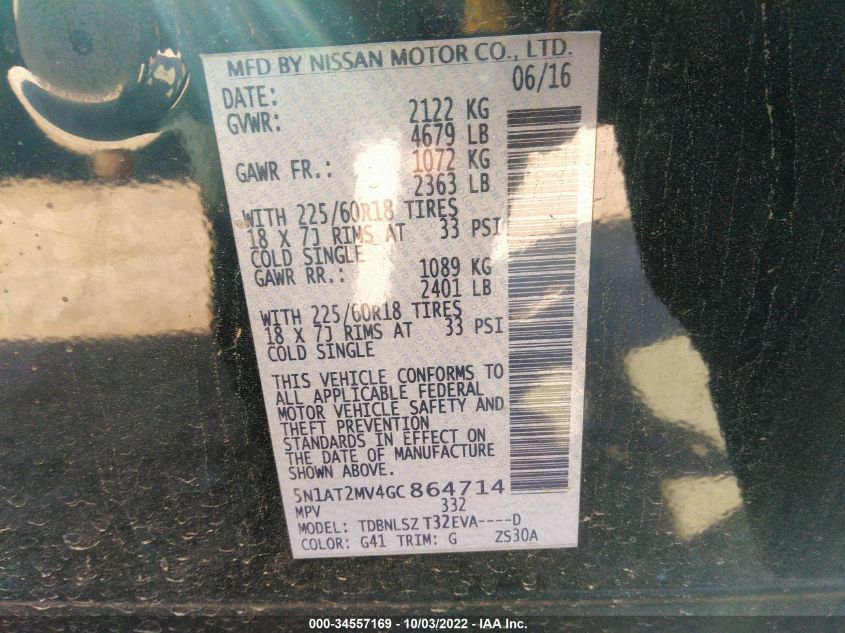 MFD BY NISSAN MOTOR CO., LTD.
DATE: 06/16
GVWR: 2122 KG
4679 LB
GAWR FR.: 1072 KG
2363 LB
WITH 225/60R18 TIRES
18 X 7J RIMS AT 33 PSI
COLD SINGLE
GAWR RR.: 1089 KG
2401 LB
WITH 225/60R18 TIRES
18 X 7J RIMS AT 33 PSI
COLD SINGLE
THIS VEHICLE CONFORMS TO
ALL APPLICABLE FEDERAL
MOTOR VEHICLE SAFETY AND
THEFT PREVENTION
STANDARDS IN EFFECT ON
THE DATE OF MANUFACTURE
SHOWN ABOVE.
5N1AT2MV4GC864714
MPV 332
MODEL: TDBNLSZ T32EVA----D
COLOR: G41 TRIM: G ZS30A
000-34557169 - 10/03/2022 - IAA Inc.